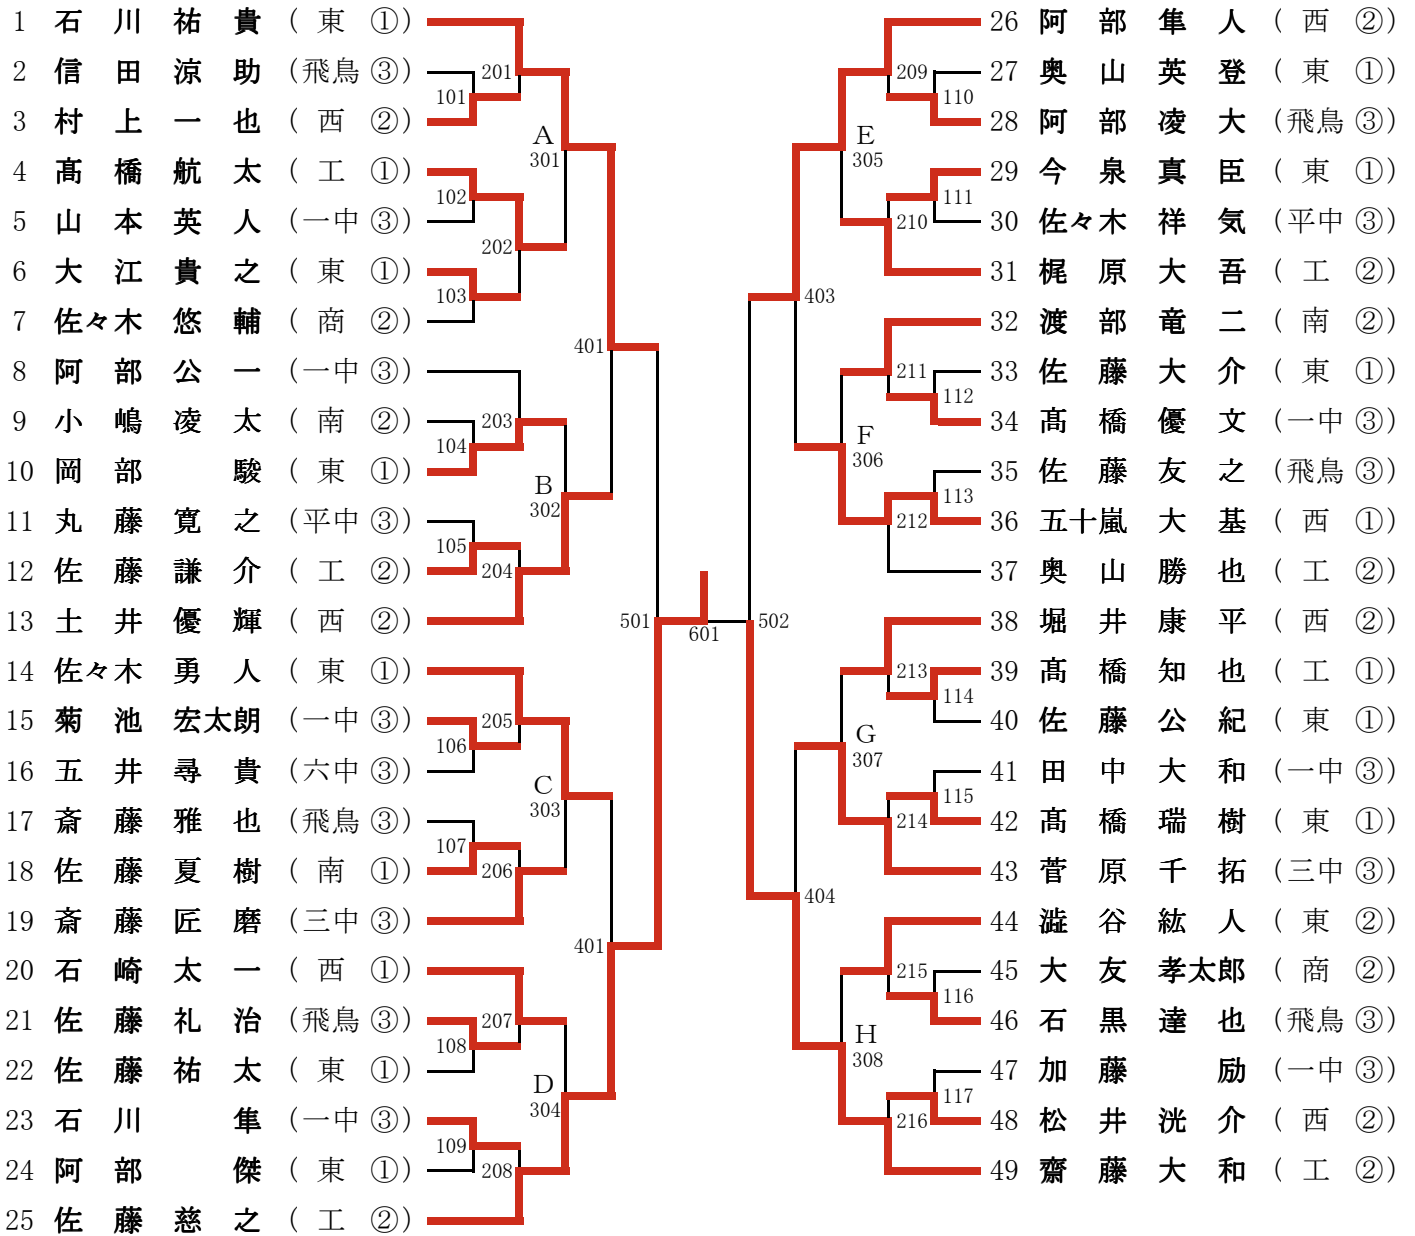 1 石川祐貴 (東 ①)
2 信田涼助 (飛鳥 ③)
3 村上一也 (西 ②)
4 髙橋航太 (工 ①)
5 山本英人 (一中 ③)
6 大江貴之 (東 ①)
7 佐々木悠輔 (商 ②)
8 阿部公一 (一中 ③)
9 小嶋凌太 (南 ②)
10 岡部駿 (東 ①)
11 丸藤寛之 (平中 ③)
12 佐藤謙介 (工 ②)
13 土井優輝 (西 ②)
14 佐々木勇人 (東 ①)
15 菊池宏太朗 (一中 ③)
16 五井尋貴 (六中 ③)
17 斎藤雅也 (飛鳥 ③)
18 佐藤夏樹 (南 ①)
19 斎藤匠磨 (三中 ③)
20 石崎太一 (西 ①)
21 佐藤礼治 (飛鳥 ③)
22 佐藤祐太 (東 ①)
23 石川隼 (一中 ③)
24 阿部傑 (東 ①)
25 佐藤慈之 (工 ②)
101
102
103
104
105
106
107
108
109
201
202
203
204
205
206
207
208
A
301
B
302
C
303
D
304
401
401
501
601
502
403
404
E
305
F
306
G
307
H
308
209
210
211
212
213
214
215
216
110
111
112
113
114
115
116
117
26 阿部隼人 (西 ②)
27 奥山英登 (東 ①)
28 阿部凌大 (飛鳥 ③)
29 今泉真臣 (東 ①)
30 佐々木祥気 (平中 ③)
31 梶原大吾 (工 ②)
32 渡部竜二 (南 ②)
33 佐藤大介 (東 ①)
34 髙橋優文 (一中 ③)
35 佐藤友之 (飛鳥 ③)
36 五十嵐大基 (西 ①)
37 奥山勝也 (工 ②)
38 堀井康平 (西 ②)
39 髙橋知也 (工 ①)
40 佐藤公紀 (東 ①)
41 田中大和 (一中 ③)
42 髙橋瑞樹 (東 ①)
43 菅原千拓 (三中 ③)
44 澁谷紘人 (東 ②)
45 大友孝太郎 (商 ②)
46 石黒達也 (飛鳥 ③)
47 加藤励 (一中 ③)
48 松井洸介 (西 ②)
49 齋藤大和 (工 ②)